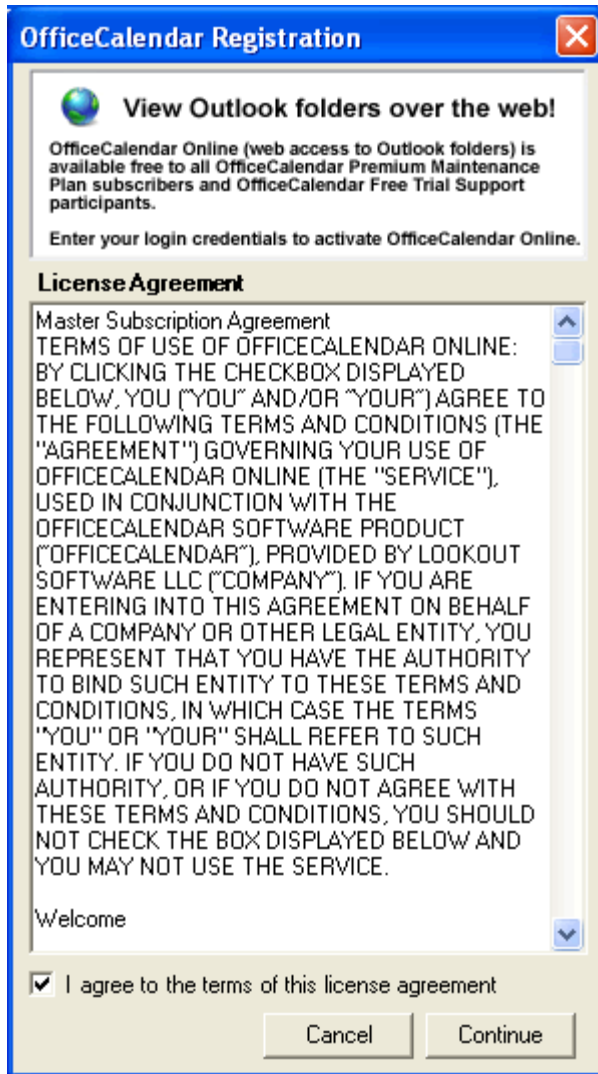 OfficeCalendar Registration
View Outlook folders over the web!
OfficeCalendar Online (web access to Outlook folders) is
available free to all OfficeCalendar Premium Maintenance
Plan subscribers and OfficeCalendar Free Trial Support
participants.
Enter your login credentials to activate OfficeCalendar Online.
License Agreement
Master Subscription Agreement
TERMS OF USE OF OFFICECALENDAR ONLINE:
BY CLICKING THE CHECKBOX DISPLAYED
BELOW, YOU ("YOU" AND/OR "YOUR") AGREE TO
THE FOLLOWING TERMS AND CONDITIONS (THE
"AGREEMENT") GOVERNING YOUR USE OF
OFFICECALENDAR ONLINE (THE "SERVICE"),
USED IN CONJUNCTION WITH THE
OFFICECALENDAR SOFTWARE PRODUCT
("OFFICECALENDAR"), PROVIDED BY LOOKOUT
SOFTWARE LLC ("COMPANY"). IF YOU ARE
ENTERING INTO THIS AGREEMENT ON BEHALF
OF A COMPANY OR OTHER LEGAL ENTITY, YOU
REPRESENT THAT YOU HAVE THE AUTHORITY
TO BIND SUCH ENTITY TO THESE TERMS AND
CONDITIONS, IN WHICH CASE THE TERMS
"YOU" OR "YOUR" SHALL REFER TO SUCH
ENTITY. IF YOU DO NOT HAVE SUCH
AUTHORITY, OR IF YOU DO NOT AGREE WITH
THESE TERMS AND CONDITIONS, YOU SHOULD
NOT CHECK THE BOX DISPLAYED BELOW AND
YOU MAY NOT USE THE SERVICE.
Welcome
I agree to the terms of this license agreement
Cancel
Continue